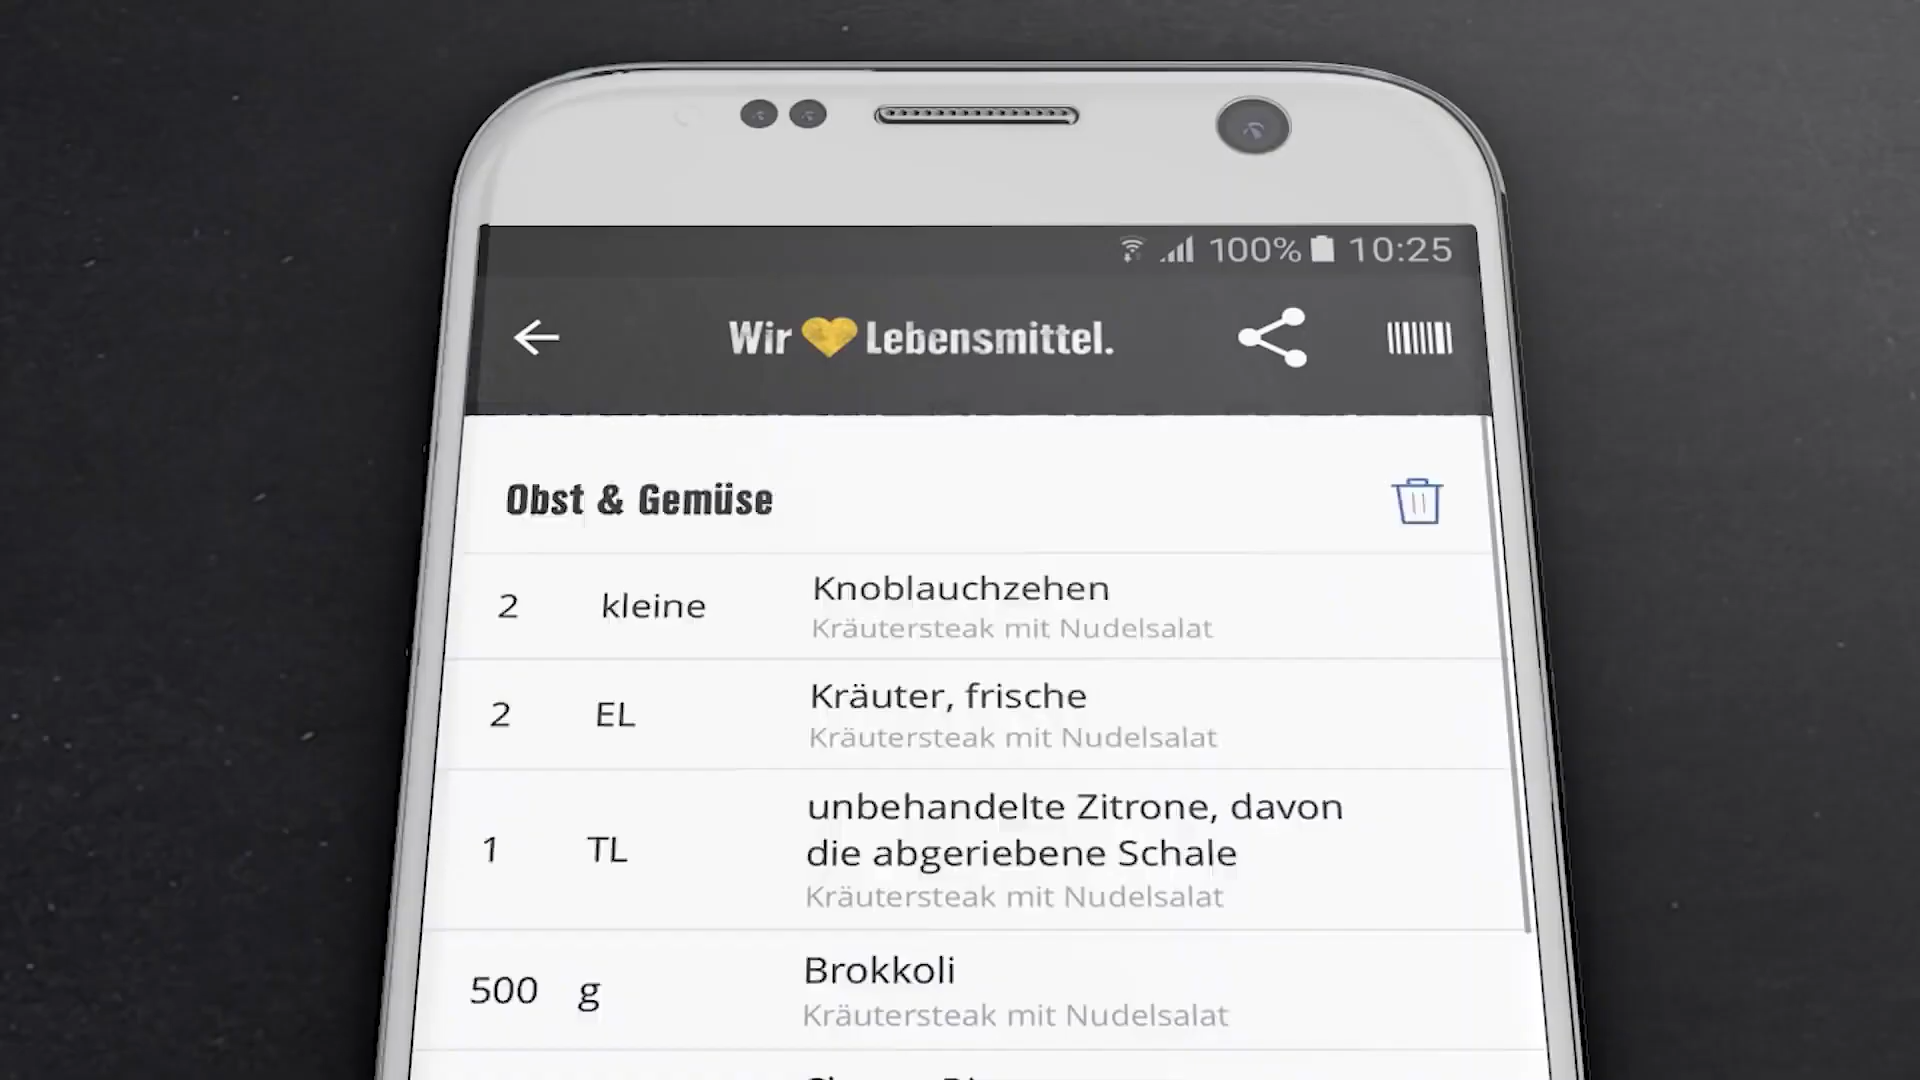 100% 10:25
Wir 💛 Lebensmittel.
Obst & Gemüse
2 kleine Knoblauchzehen
Kräutersteak mit Nudelsalat
2 EL Kräuter, frische
Kräutersteak mit Nudelsalat
1 TL unbehandelte Zitrone, davon
die abgeriebene Schale
Kräutersteak mit Nudelsalat
500 g Brokkoli
Kräutersteak mit Nudelsalat